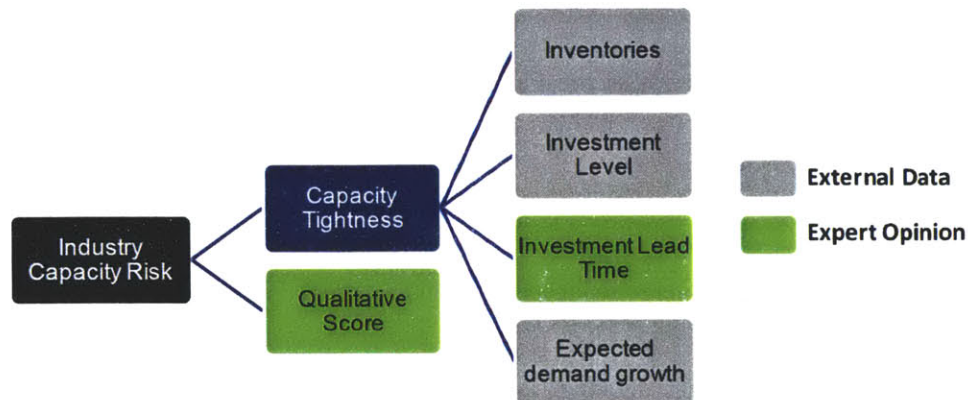 Inventories
Investment
Level
Capacity
Tightness
External Data
Industry
Capacity Risk
Investment Lead
Time
Expert Opinion
Qualitative
Score
Expected
demand growth